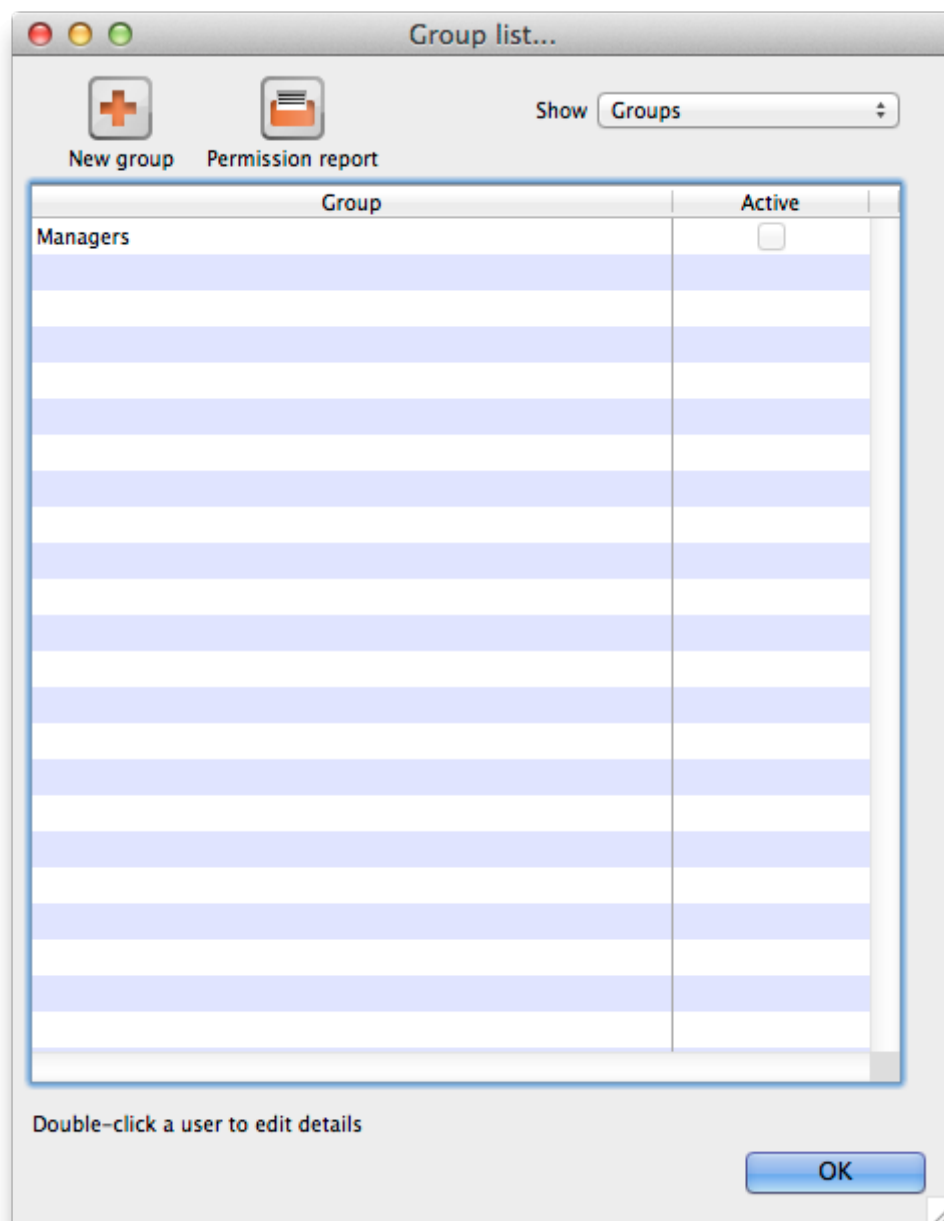 Group list...
Show Groups
New group Permission report
Group Active
Managers
Double-click a user to edit details
OK